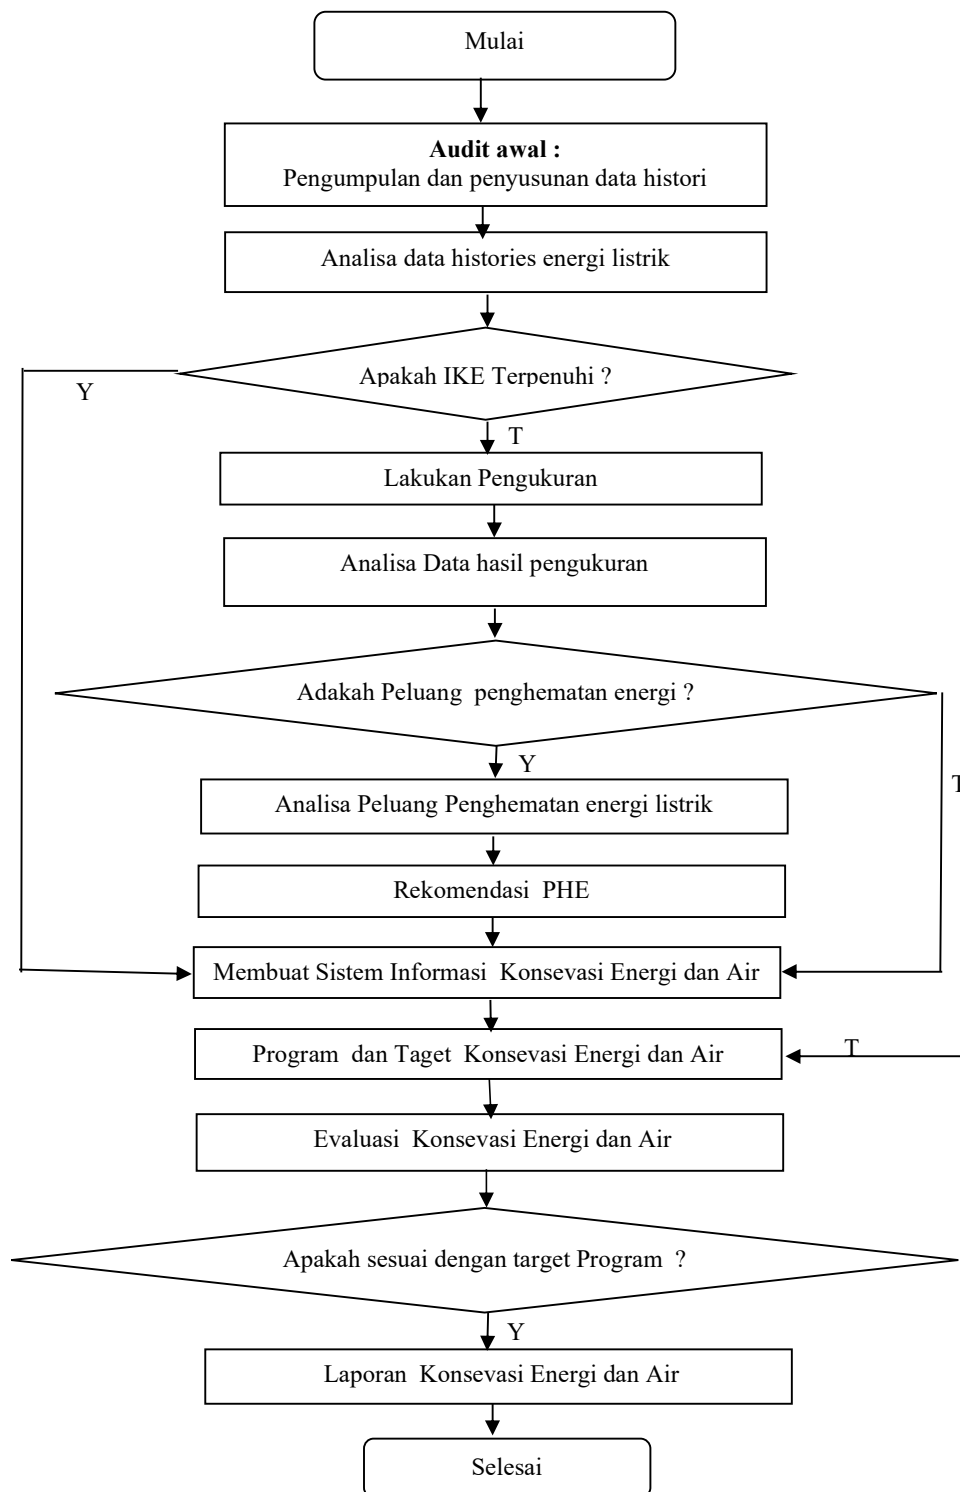 Mulai
Audit awal :
Pengumpulan dan penyusunan data histori
Analisa data histories energi listrik
Apakah IKE Terpenuhi ?
Y
T
Lakukan Pengukuran
Analisa Data hasil pengukuran
Adakah Peluang penghematan energi ?
Y
T
Analisa Peluang Penghematan energi listrik
Rekomendasi PHE
Membuat Sistem Informasi Konsevasi Energi dan Air
Program dan Taget Konsevasi Energi dan Air
T
Evaluasi Konsevasi Energi dan Air
Apakah sesuai dengan target Program ?
Y
Laporan Konsevasi Energi dan Air
Selesai